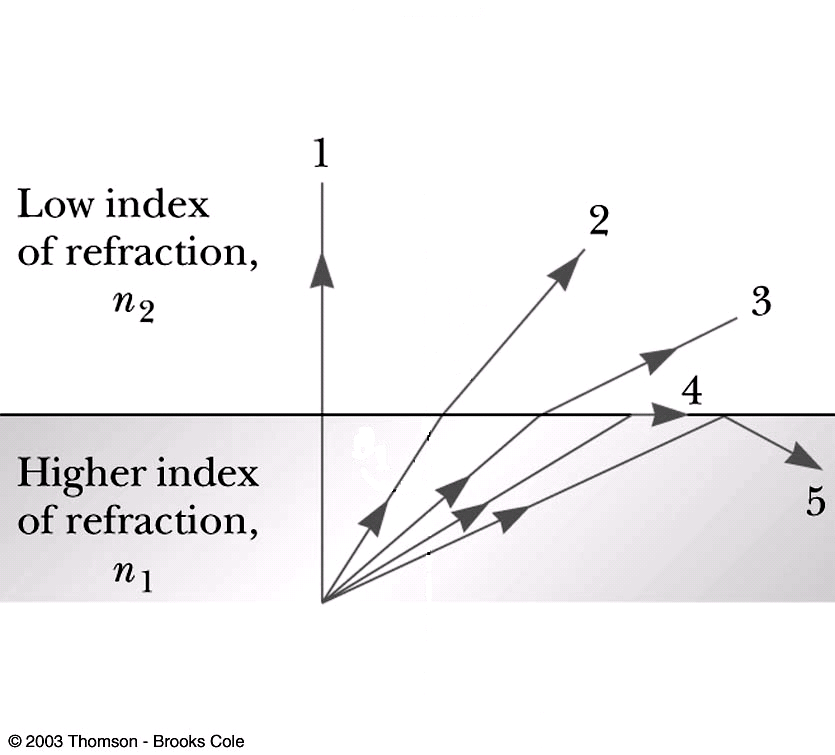 1
Low index
of refraction,
n2
2
3
4
Higher index
of refraction,
n1
5
© 2003 Thomson - Brooks Cole